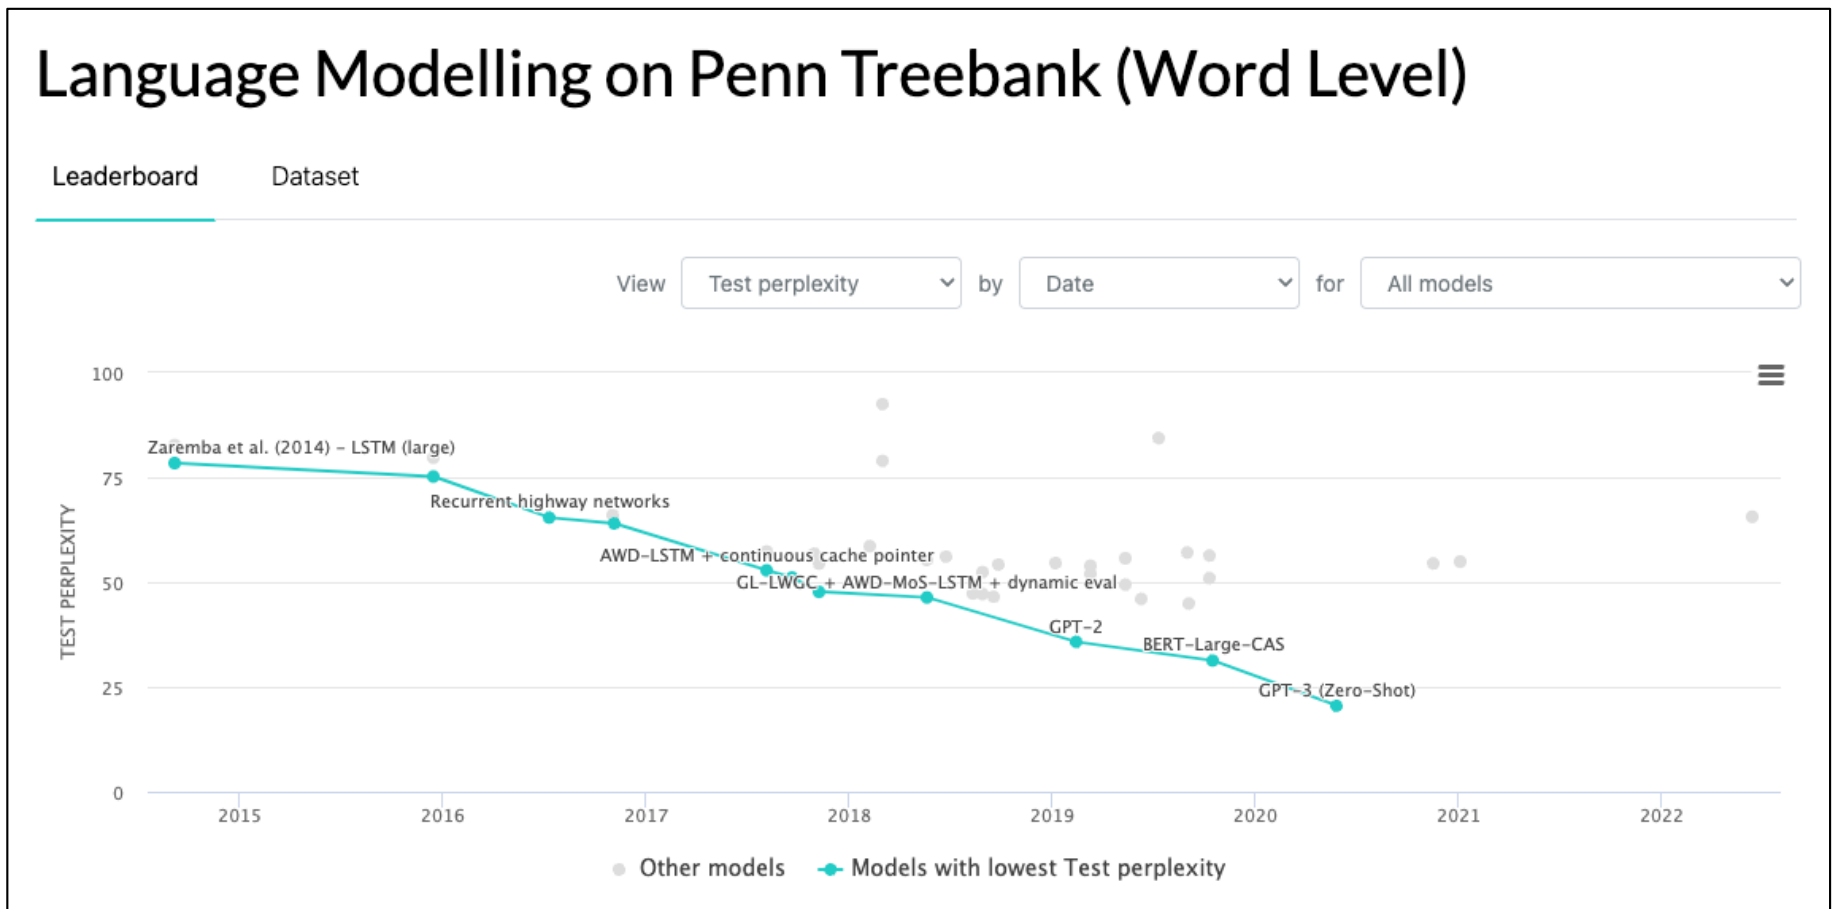 Language Modelling on Penn Treebank (Word Level)
Leaderboard Dataset
View Test perplexity by Date for All models
100
75
50
25
0
TEST PERPLEXITY
Zaremba et al. (2014) - LSTM (large)
Recurrent highway networks
AWD-LSTM + continuous cache pointer
GL-LWGC + AWD-MoS-LSTM + dynamic eval
GPT-2
BERT-Large-CAS
GPT-3 (Zero-Shot)
2015 2016 2017 2018 2019 2020 2021 2022
Other models Models with lowest Test perplexity